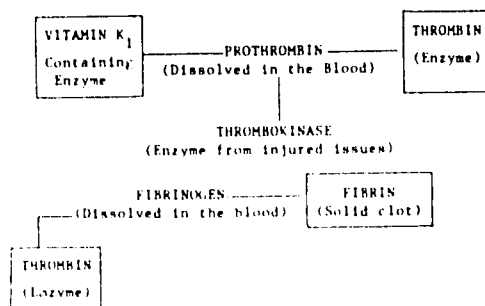 VITAMIN K1
Containing
Enzyme
PROTHROMBIN
(Dissolved in the Blood)
THROMBIN
(Enzyme)
THROMBOKINASE
(Enzyme from injured issues)
FIBRINOGEN
(Dissolved in the blood)
FIBRIN
(Solid clot)
THROMBIN
(Enzyme)